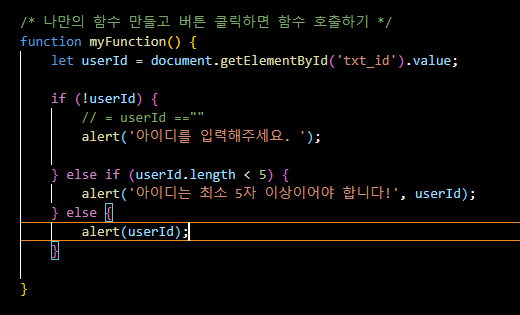 /* 나만의 함수 만들고 버튼 클릭하면 함수 호출하기 */
function myFunction() {
let userId = document.getElementById('txt_id').value;
if (!userId) {
// = userId ==""
alert('아이디를 입력해주세요. ');
} else if (userId.length < 5) {
alert('아이디는 최소 5자 이상이어야 합니다!', userId);
} else {
alert(userId);
}
}